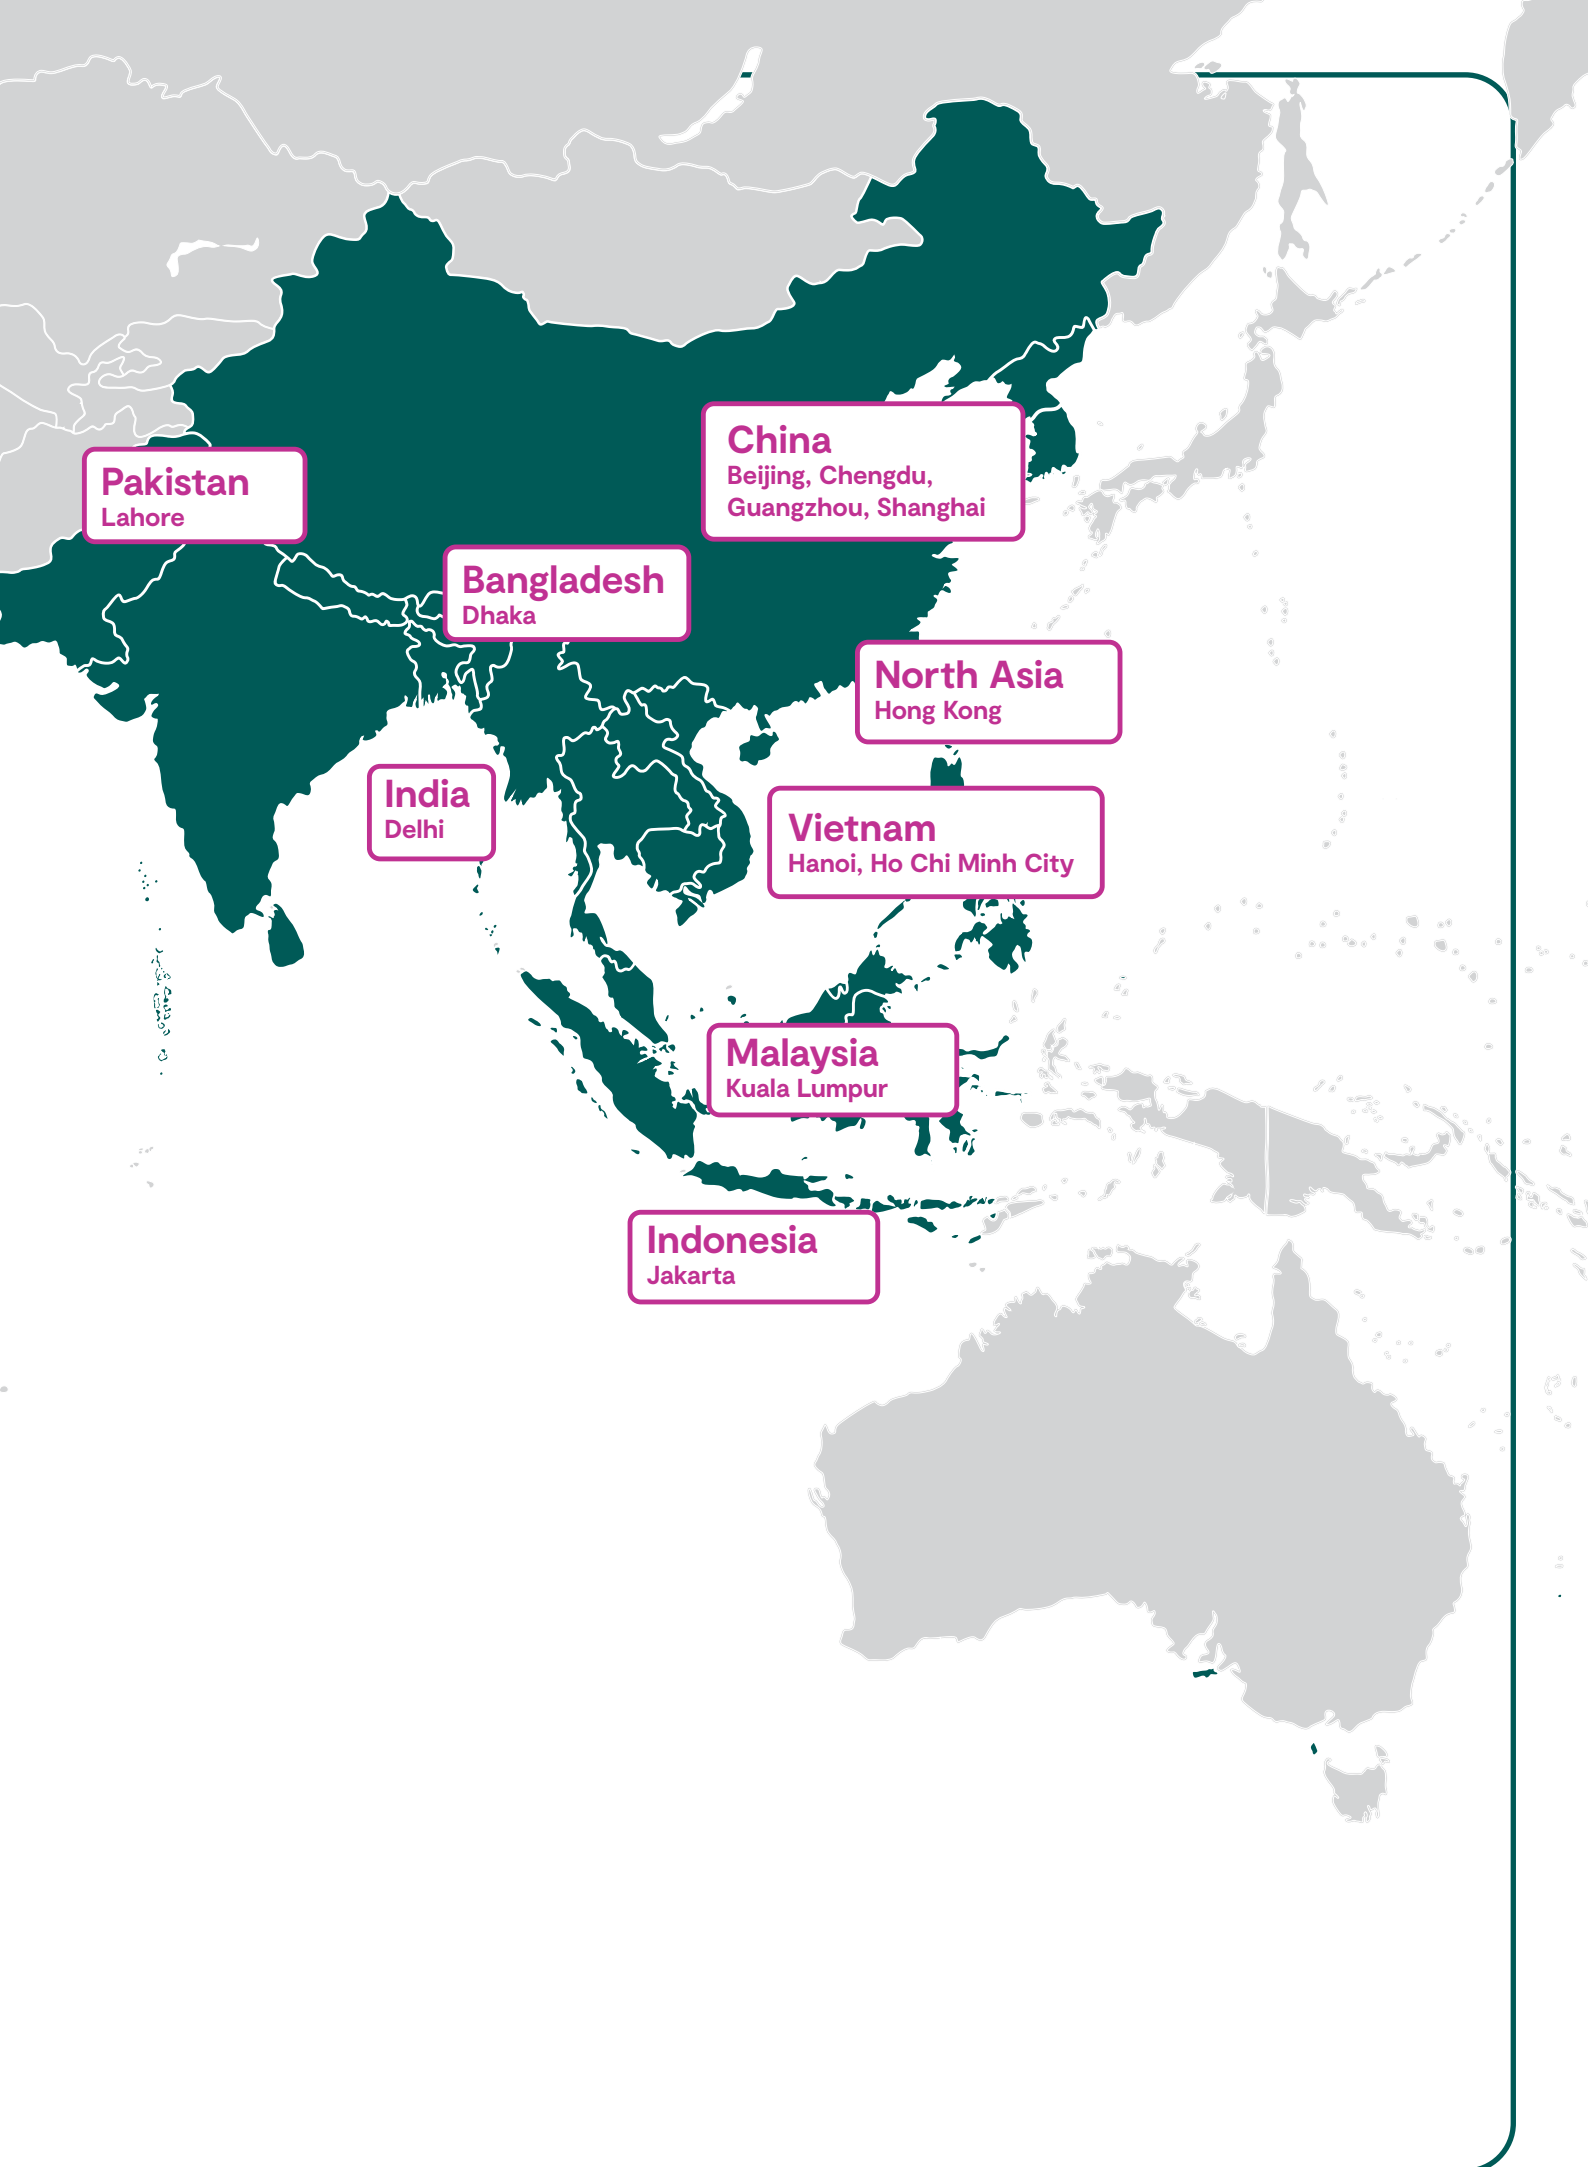 China
Beijing, Chengdu,
Guangzhou, Shanghai
Pakistan
Lahore
Bangladesh
Dhaka
North Asia
Hong Kong
India
Delhi
Vietnam
Hanoi, Ho Chi Minh City
Malaysia
Kuala Lumpur
Indonesia
Jakarta